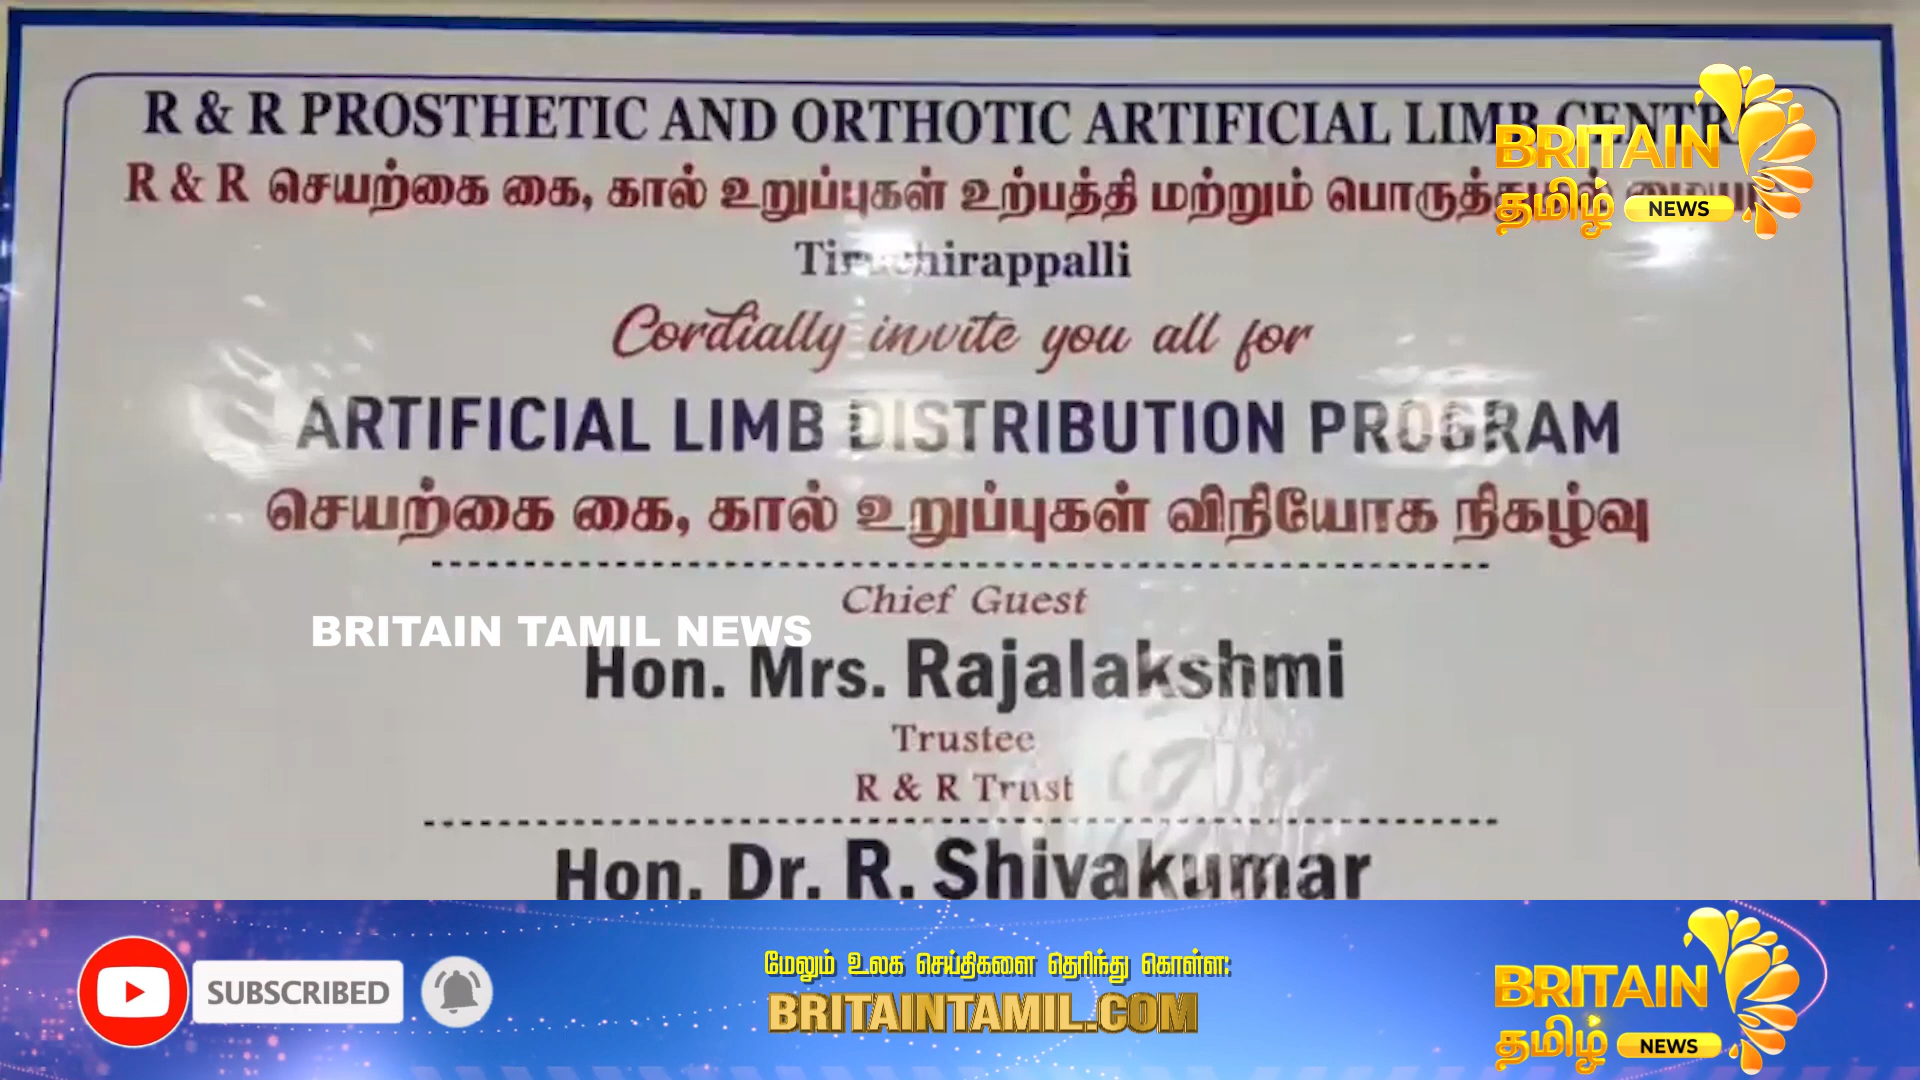 R & R PROSTHETIC AND ORTHOTIC ARTIFICIAL LIMB
R & R செயற்கை கை, கால் உறுப்புகள் உற்பத்தி மற்றும்
BRITAIN
தமிழ் NEWS
Tiruchirappalli
Cordially invite you all for
ARTIFICIAL LIMB DISTRIBUTION PROGRAM
செயற்கை கை, கால் உறுப்புகள் விநியோக நிகழ்வு
Chief Guest
BRITAIN TAMIL NEWS
Hon. Mrs. Rajalakshmi
Trustee
R & R Trust
Hon. Dr. R. Shivakumar
SUBSCRIBED
மேலும் உலக செய்திகளை தெரிந்து கொள்ள:
BRITAINTAMIL.COM
BRITAIN
தமிழ் NEWS